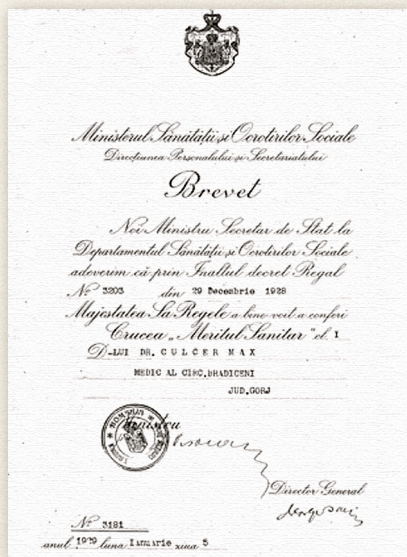 Ministerul Sănătăţii şi Ocrotirilor Sociale
Direcţiunea Personalului şi Secretariatului
Brevet
Noi Ministru Secretar de Stat la
Departamentul Sănătăţii şi Ocrotirilor Sociale
adeverim că prin Înaltul decret Regal
No 3203 din 29 Decembrie 1928
Majestatea Sa Regele a bine voit a conferi
Crucea „Meritul Sanitar" cl. I
D-LUI DR. CULCER MAX
MEDIC AL CIRC. BRADICENI
JUD. GORJ
Ministru
Director General
No 3181
anul 1929 luna Ianuarie ziua 5